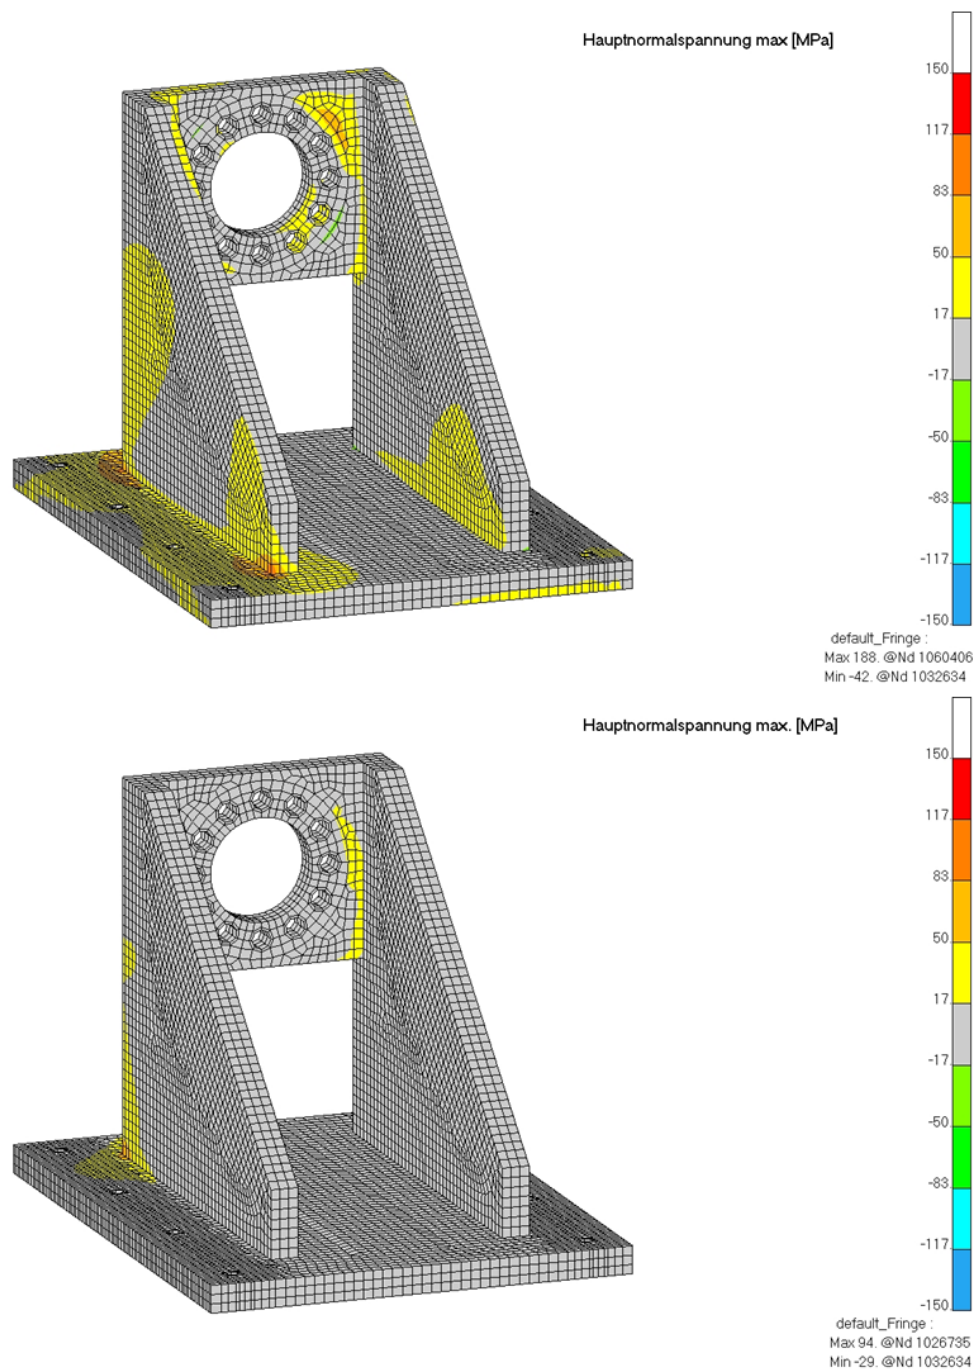 Hauptnormalspannung max [MPa]
150.
117.
83.
50.
17.
-17.
-50.
-83.
-117.
-150.
default_Fringe :
Max 188. @Nd 1060406
Min -42. @Nd 1032634
Hauptnormalspannung max. [MPa]
150.
117.
83.
50.
17.
-17.
-50.
-83.
-117.
-150.
default_Fringe :
Max 94. @Nd 1026735
Min -29. @Nd 1032634